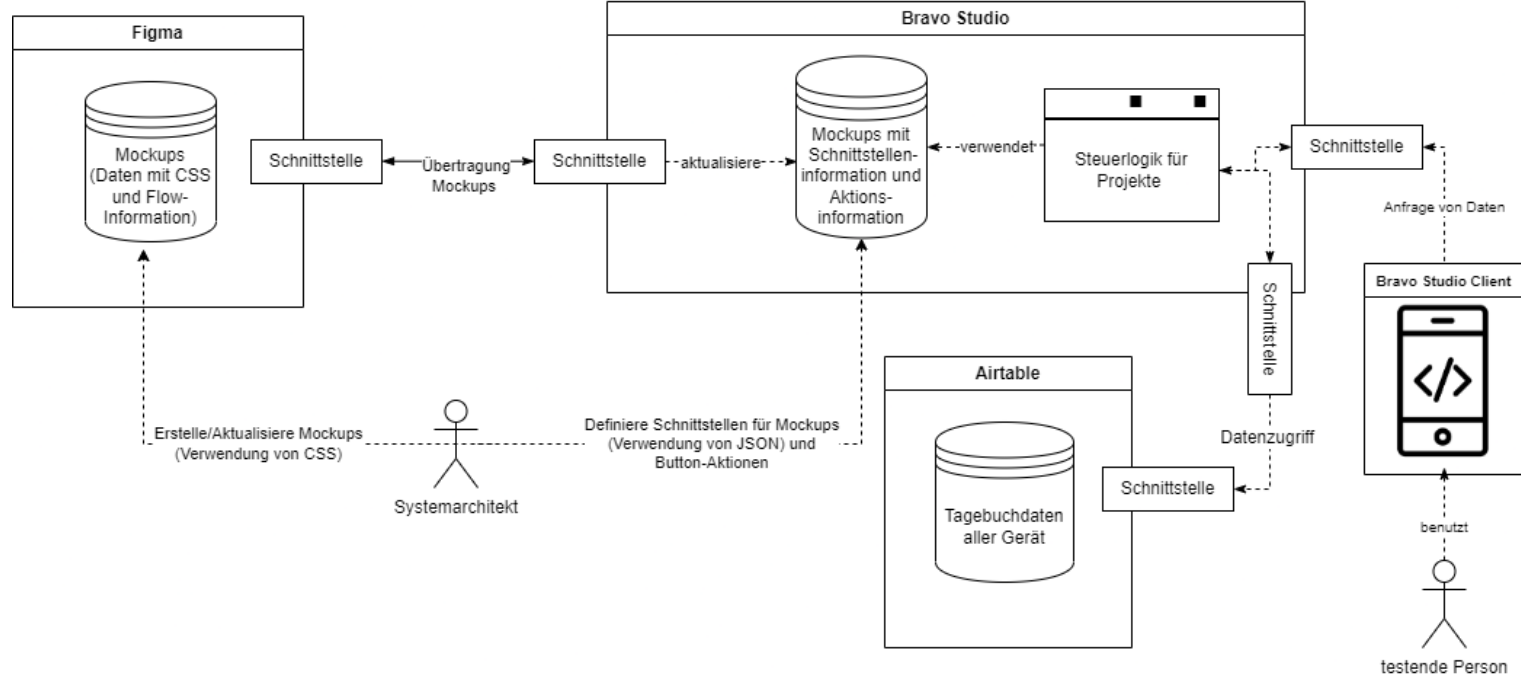 Figma
Mockups
(Daten mit CSS
und Flow-
Information)
Schnittstelle
Übertragung
Mockups
Bravo Studio
Schnittstelle
aktualisiere
Mockups mit
Schnittstellen-
information und
Aktions-
information
verwendet
Steuerlogik für
Projekte
Schnittstelle
Anfrage von Daten
Schnittstelle
Bravo Studio Client
</>
Airtable
Tagebuchdaten
aller Gerät
Schnittstelle
Datenzugriff
Erstelle/Aktualisiere Mockups
(Verwendung von CSS)
Systemarchitekt
Definiere Schnittstellen für Mockups
(Verwendung von JSON) und
Button-Aktionen
benutzt
testende Person